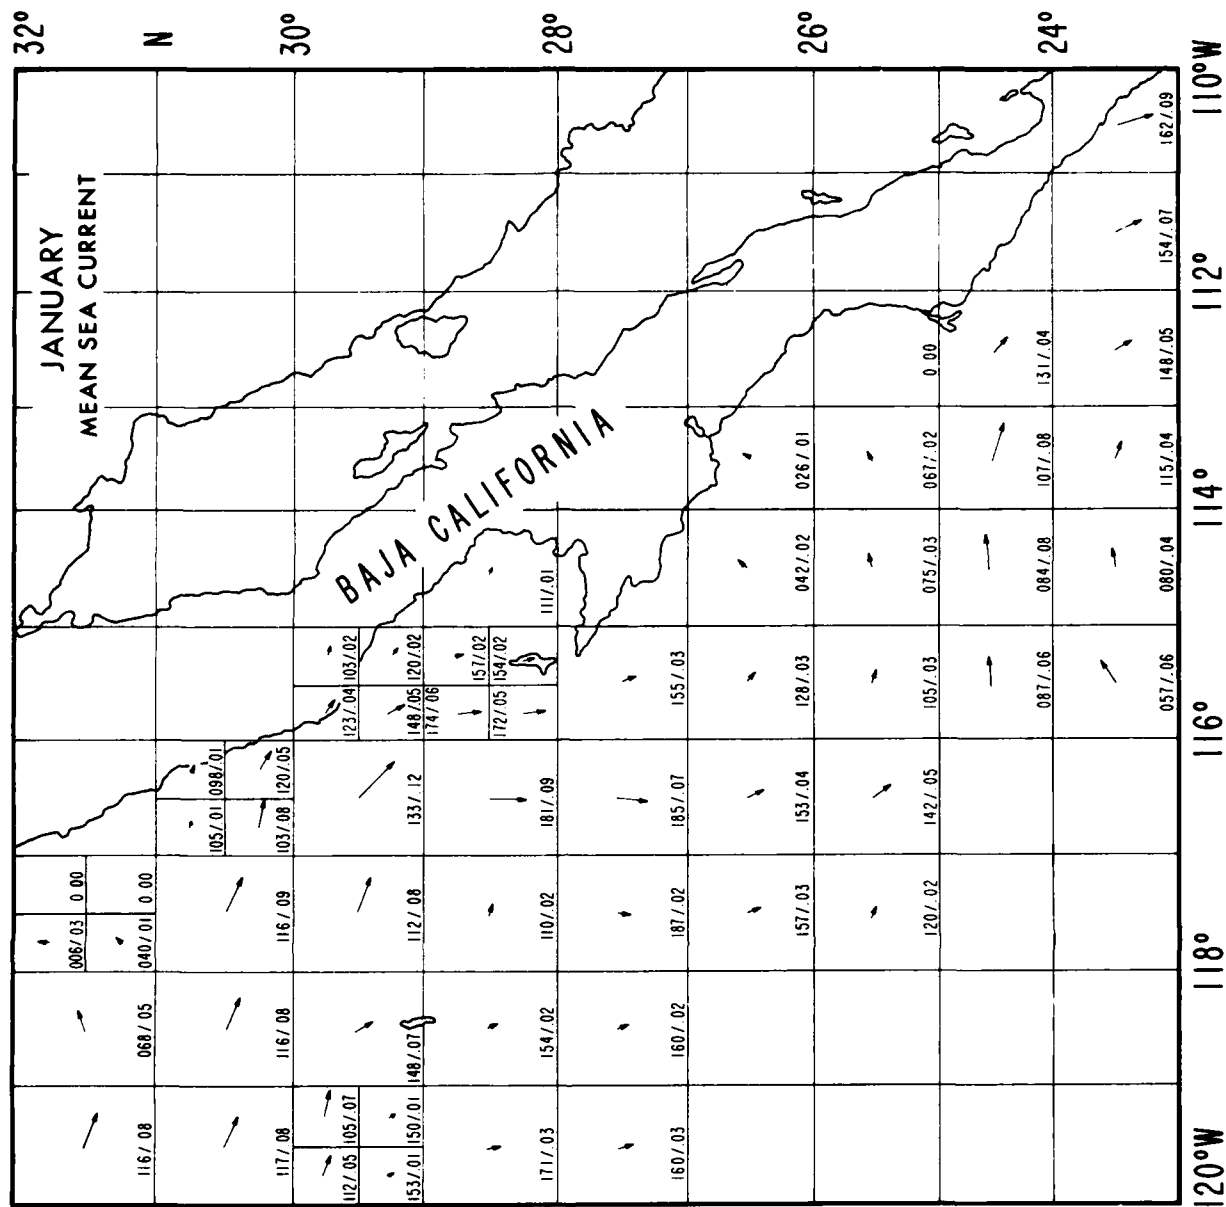 JANUARY
MEAN SEA CURRENT
32°
006/03 0 00
N
116/08 068/05 040/01 0 00
105/01 098/.01
30°
117/08 116/08 116/09 103/08 120/.05
112/.05 105/.07 123/.04 103/.02
153/.01 150/.01 148/.07 112/08 133/.12 148/.05 120/.02
174/.06
BAJA CALIFORNIA
157/.02
172/.05 154/.02
28°
171/.03 154/.02 110/.02 181/.09 111/.01
160/.03 160/.02 187/.02 185/.07 155/.03
26°
157/.03 153/.04 128/.03 042/.02 026/.01
120/.02 142/.05 105/.03 075/.03 067/.02 0 00
24°
087/.06 084/.08 107/.08 131/.04
057/.06 080/.04 115/.04 148/.05 154/.07 162/.09
120°W 118° 116° 114° 112° 110°W